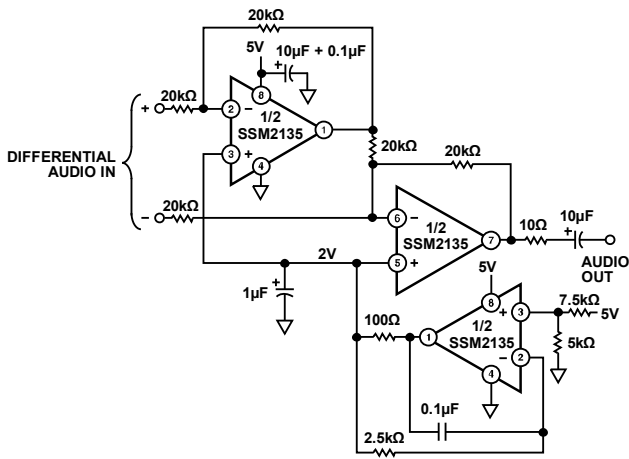 20kΩ
5V
10µF + 0.1µF
+
20kΩ
+
8
2
−
1/2
SSM2135
1
3
+
4
20kΩ
20kΩ
DIFFERENTIAL
AUDIO IN
−
20kΩ
6
−
1/2
SSM2135
7
10Ω
10µF
+
5
+
2V
AUDIO
OUT
1µF
+
5V
8
7.5kΩ
5V
+
3
100Ω
1
1/2
SSM2135
5kΩ
−
2
4
0.1µF
2.5kΩ